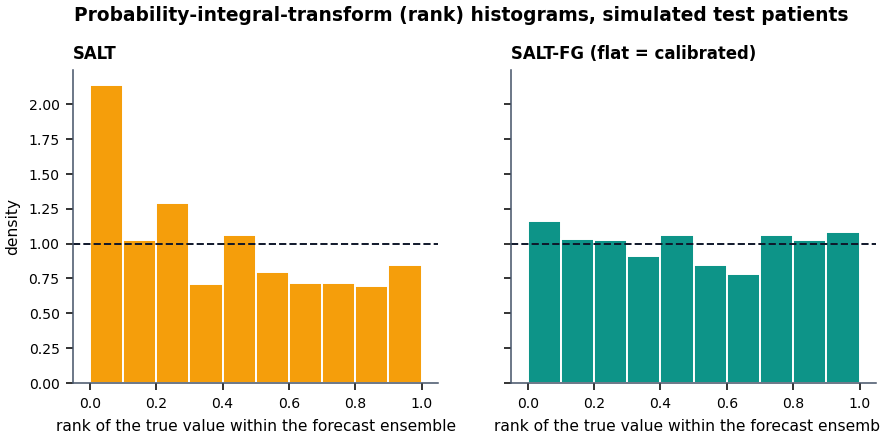 Probability-integral-transform (rank) histograms, simulated test patients
SALT
SALT-FG (flat = calibrated)
density
2.00
1.75
1.50
1.25
1.00
0.75
0.50
0.25
0.00
0.0 0.2 0.4 0.6 0.8 1.0
0.0 0.2 0.4 0.6 0.8 1.0
rank of the true value within the forecast ensemble
rank of the true value within the forecast ensemb